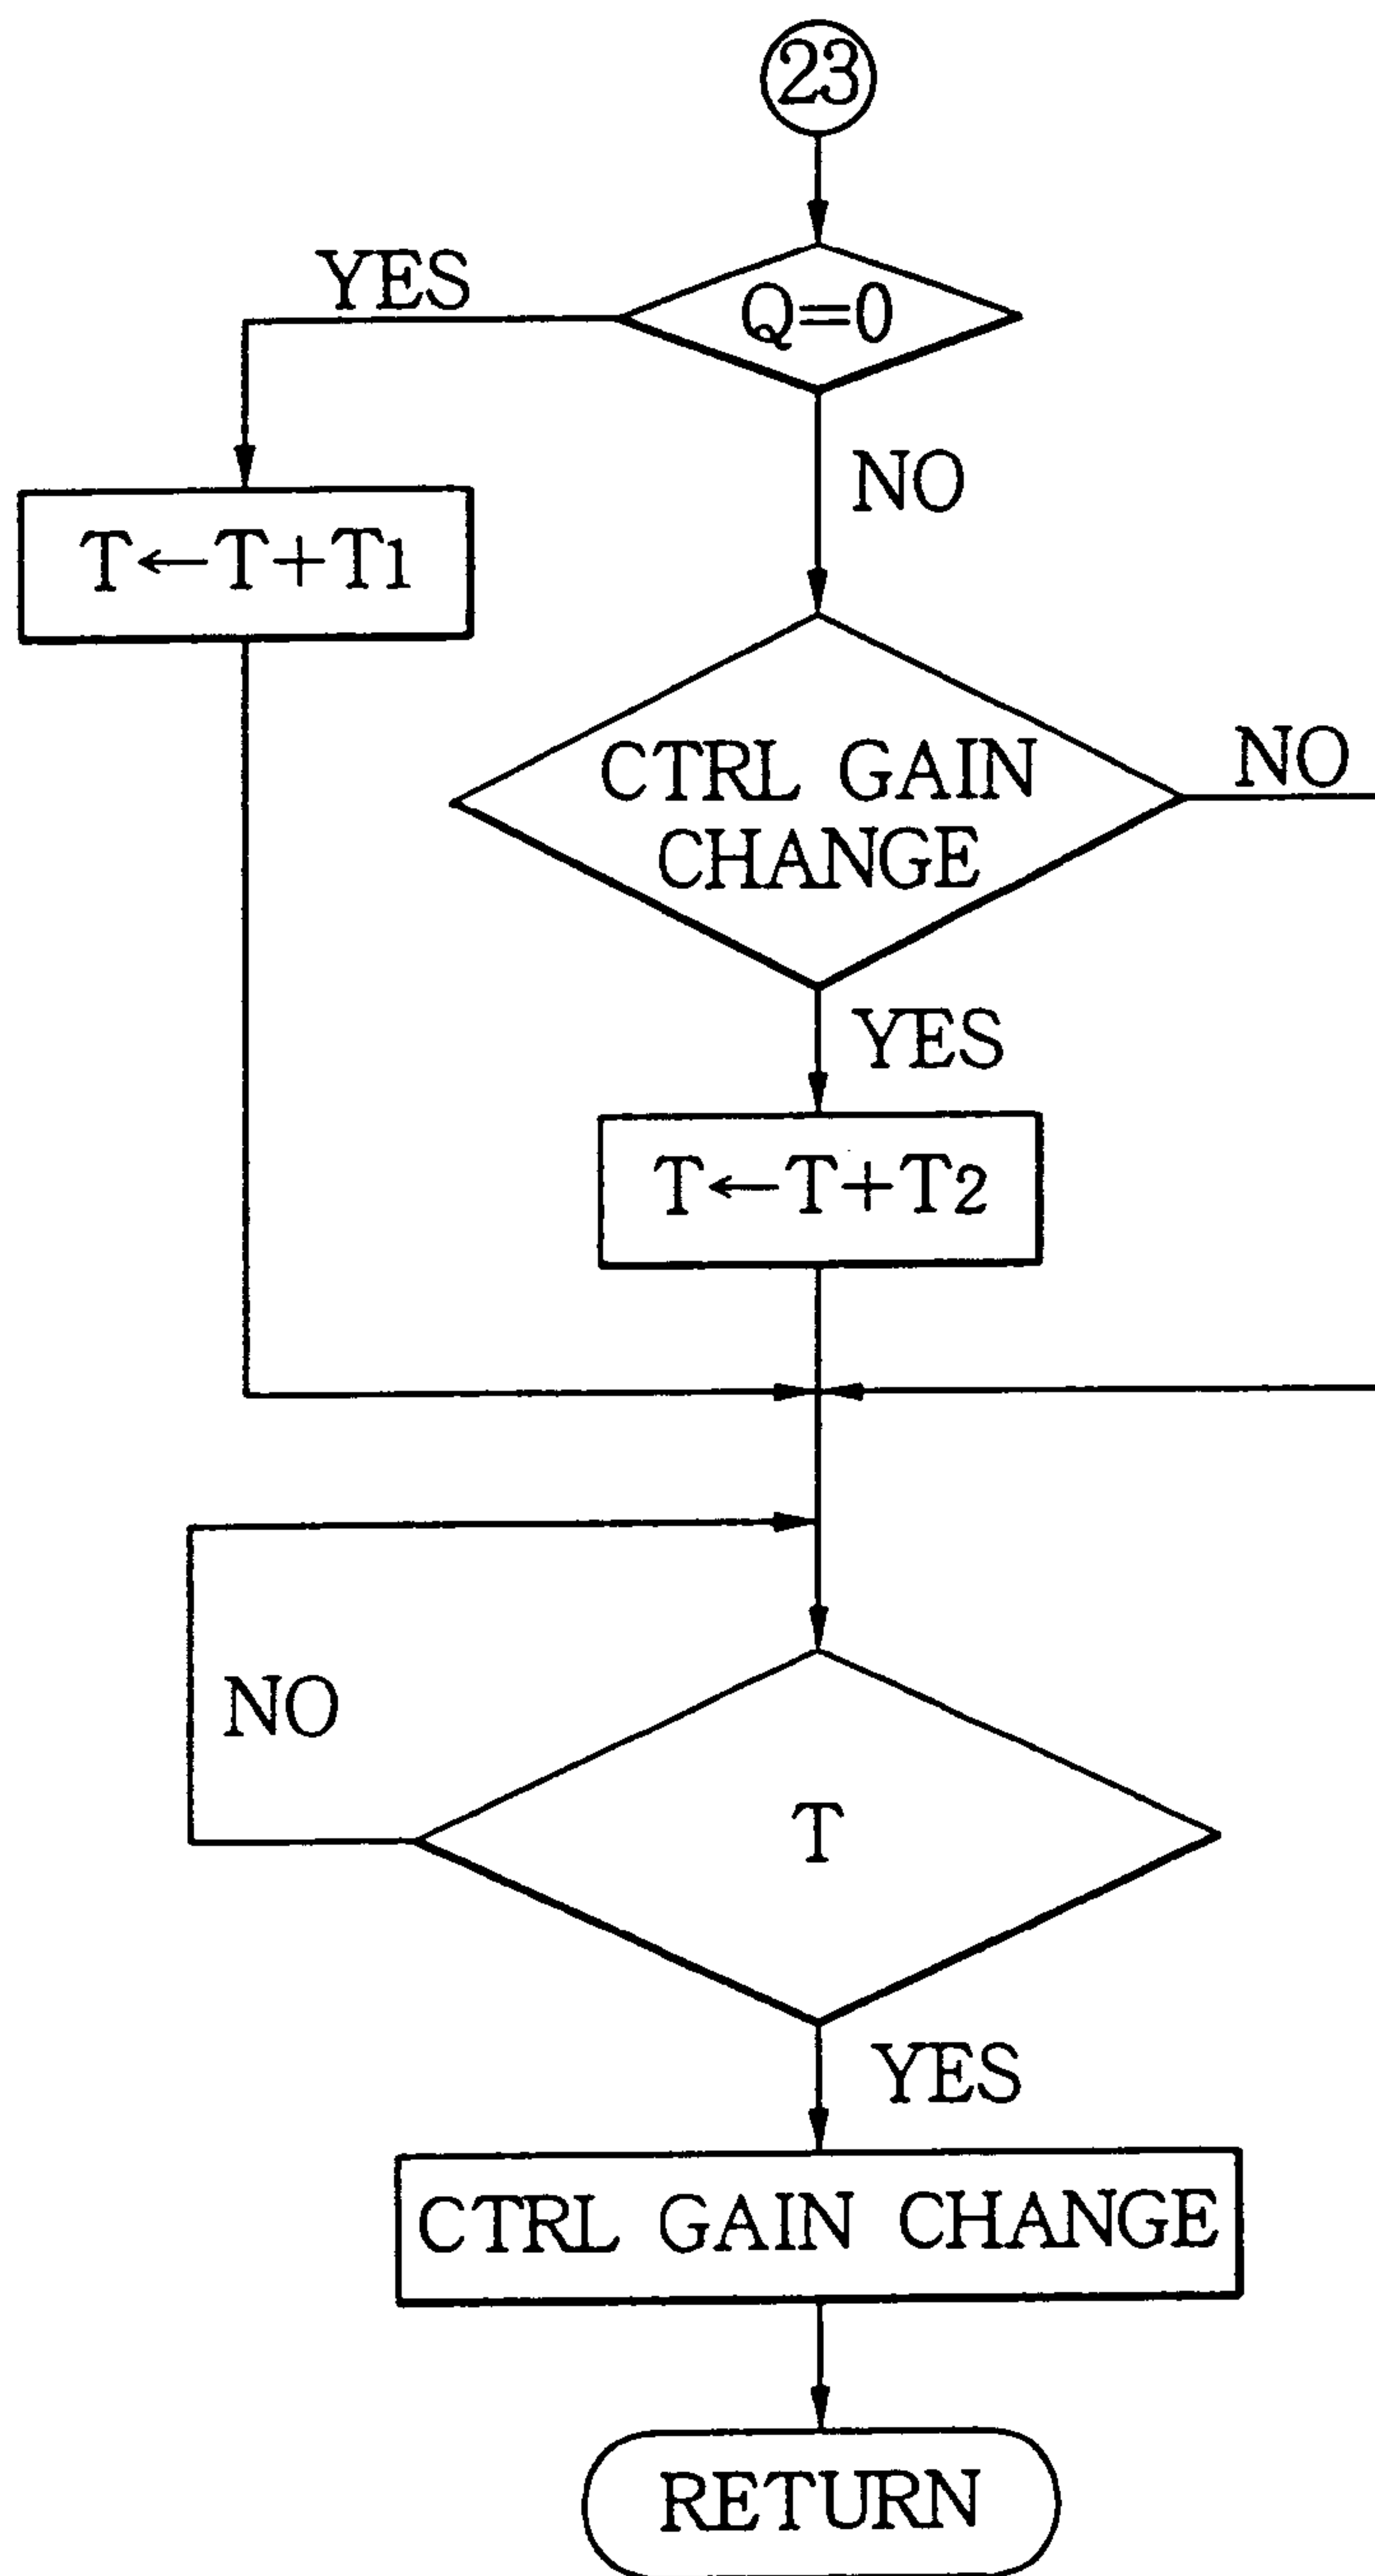 23
YES
Q=0
NO
T←T+T1
CTRL GAIN
CHANGE
NO
YES
T←T+T2
NO
T
YES
CTRL GAIN CHANGE
RETURN